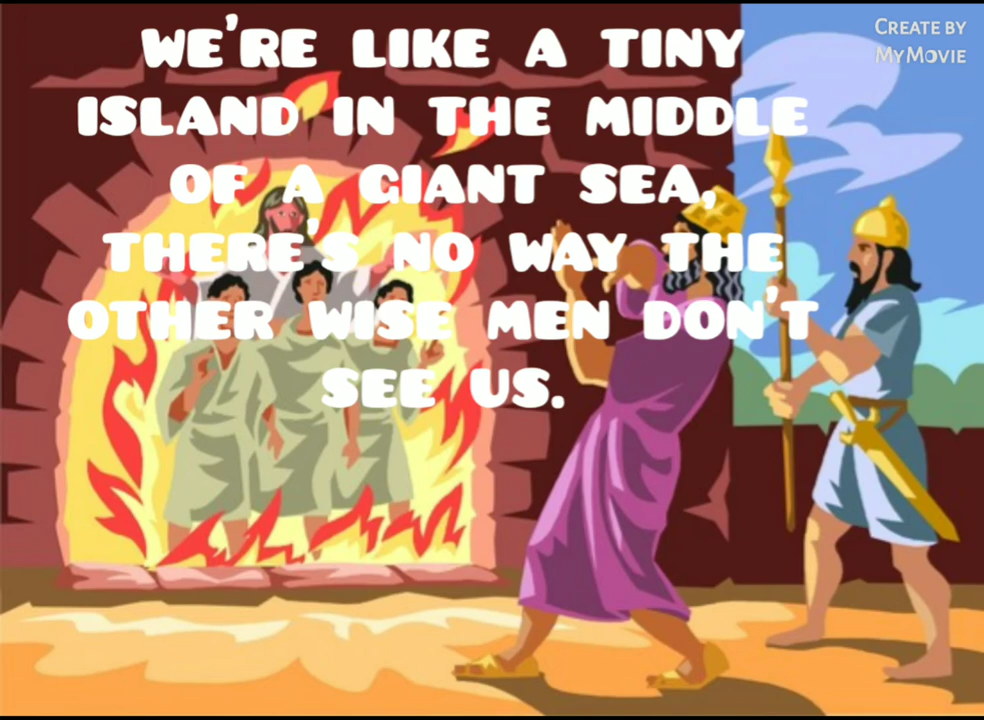 WE'RE LIKE A TINY
ISLAND IN THE MIDDLE
OF A GIANT SEA,
THERE'S NO WAY THE
OTHER WISE MEN DON'T
SEE US.
CREATE BY
MYMOVIE